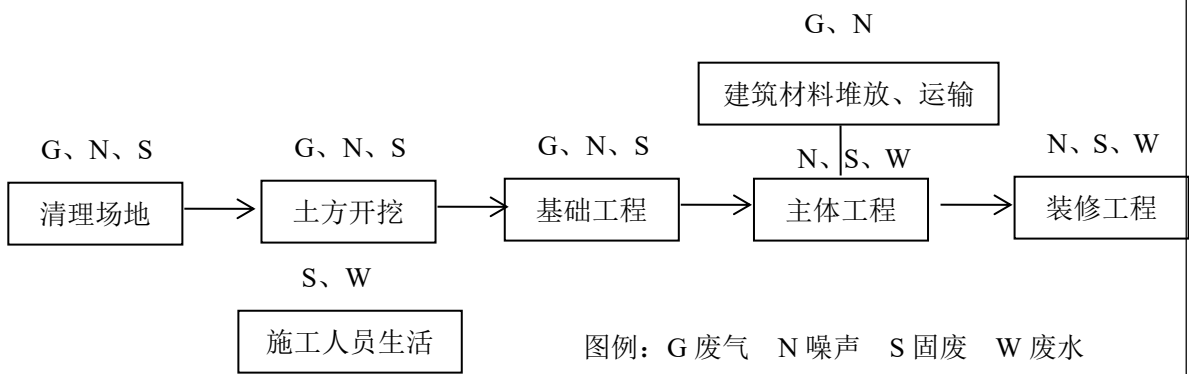 G、N
建筑材料堆放、运输
G、N、S
G、N、S
G、N、S
N、S、W
N、S、W
清理场地
土方开挖
基础工程
主体工程
装修工程
S、W
施工人员生活
图例：G 废气 N 噪声 S 固废 W 废水